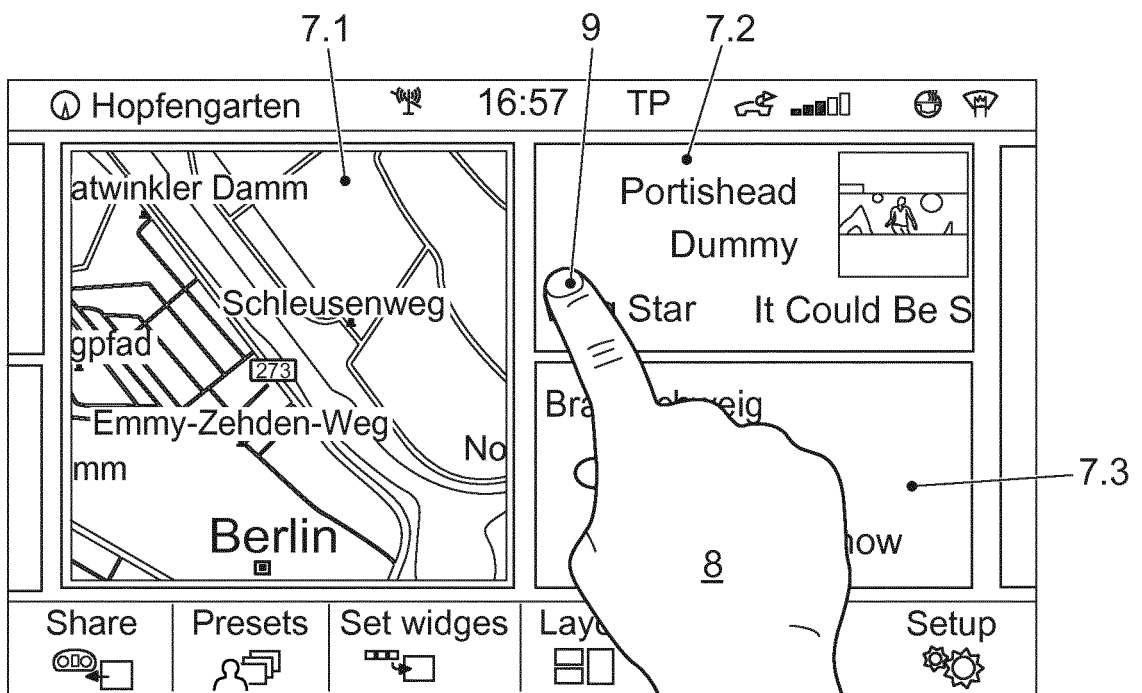 7.1 9 7.2
Hopfengarten 16:57 TP
atwinkler Damm
Portishead
Dummy
Schleusenweg
Star It Could Be S
gpfad
273
Emmy-Zehden-Weg
No
mm
7.3
Berlin
8
Share Presets Set widges Setup